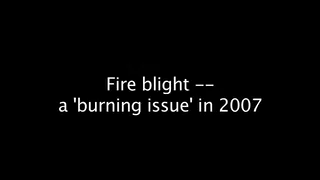 Fire blight --
a 'burning issue' in 2007